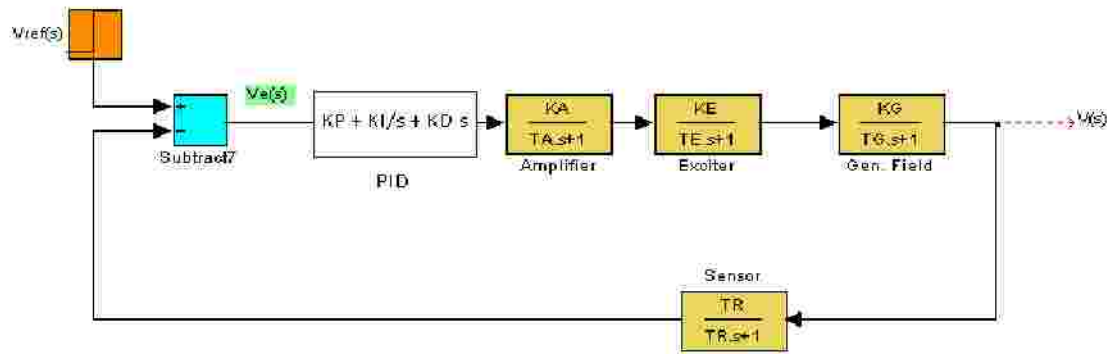 Vref(s)
Ve(s)
V(s)
+
−
Subtract7
KP + KI/s + KD s
PID
KA
TA.s+1
Amplifier
KE
TE.s+1
Exciter
KG
TG.s+1
Gen. Field
Sensor
TR
TR.s+1